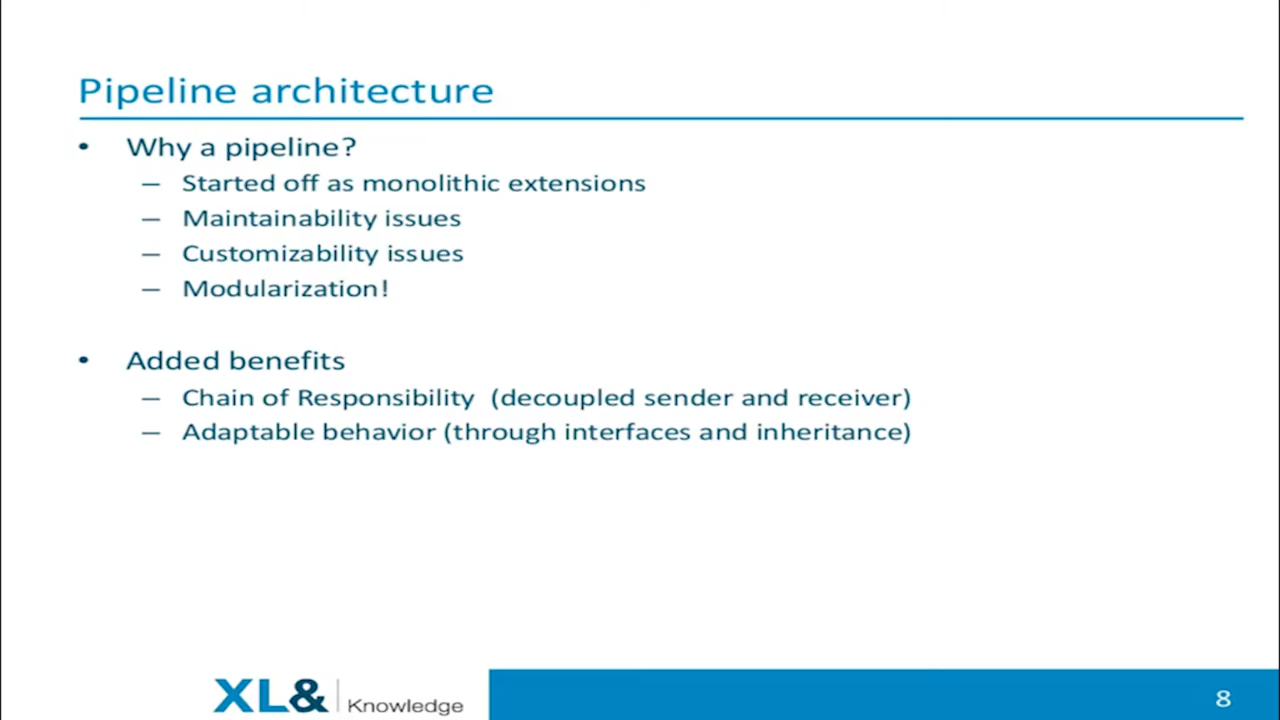 Pipeline architecture
• Why a pipeline?
– Started off as monolithic extensions
– Maintainability issues
– Customizability issues
– Modularization!
• Added benefits
– Chain of Responsibility (decoupled sender and receiver)
– Adaptable behavior (through interfaces and inheritance)
XL& Knowledge
8